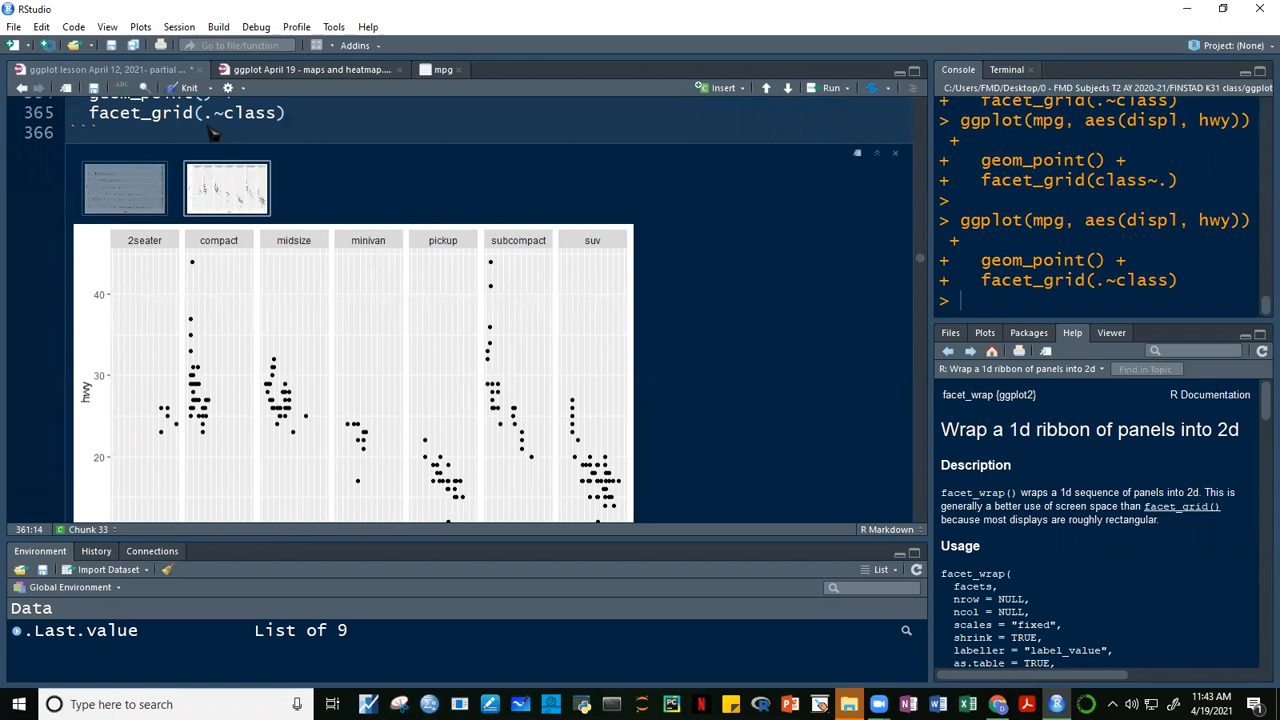 RStudio
File Edit Code View Plots Session Build Debug Profile Tools Help
Go to file/function Addins Project: (None)
ggplot lesson April 12, 2021- partial ... * ggplot April 19 - maps and heatmap.... mpg
Knit Insert Run
365 facet_grid(.~class)
366 ```
2seater compact midsize minivan pickup subcompact suv
40
30
20
hwy
361:14 Chunk 33 R Markdown
Console Terminal
C:/Users/FMD/Desktop/0 - FMD Subjects T2 AY 2020-21/FINSTAD K31 class/ggplot
+ facet_grid(.~class)
> ggplot(mpg, aes(displ, hwy))
+
+ geom_point() +
+ facet_grid(class~.)
>
> ggplot(mpg, aes(displ, hwy))
+
+ geom_point() +
+ facet_grid(.~class)
>
Files Plots Packages Help Viewer
R: Wrap a 1d ribbon of panels into 2d Find in Topic
facet_wrap {ggplot2} R Documentation
Wrap a 1d ribbon of panels into 2d
Description
facet_wrap() wraps a 1d sequence of panels into 2d. This is
generally a better use of screen space than facet_grid()
because most displays are roughly rectangular.
Usage
facet_wrap(
facets,
nrow = NULL,
ncol = NULL,
scales = "fixed",
shrink = TRUE,
labeller = "label_value",
as.table = TRUE,
Environment History Connections
Import Dataset List
Global Environment
Data
.Last.value List of 9
Type here to search
11:43 AM
4/19/2021